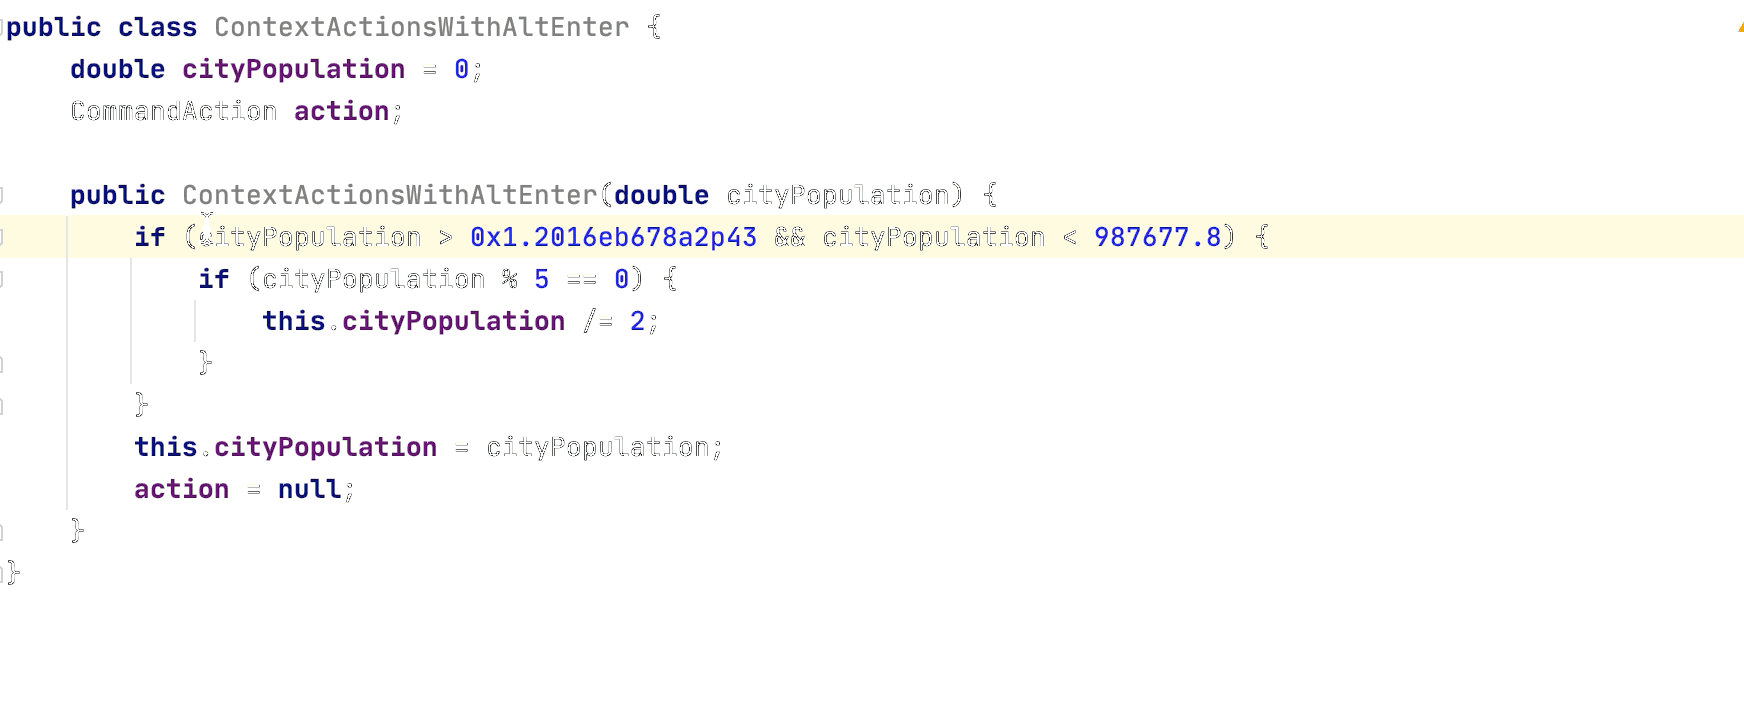 public class ContextActionsWithAltEnter {
    double cityPopulation = 0;
    CommandAction action;

    public ContextActionsWithAltEnter(double cityPopulation) {
        if (cityPopulation > 0x1.2016eb678a2p43 && cityPopulation < 987677.8) {
            if (cityPopulation % 5 == 0) {
                this.cityPopulation /= 2;
            }
        }
        this.cityPopulation = cityPopulation;
        action = null;
    }
}